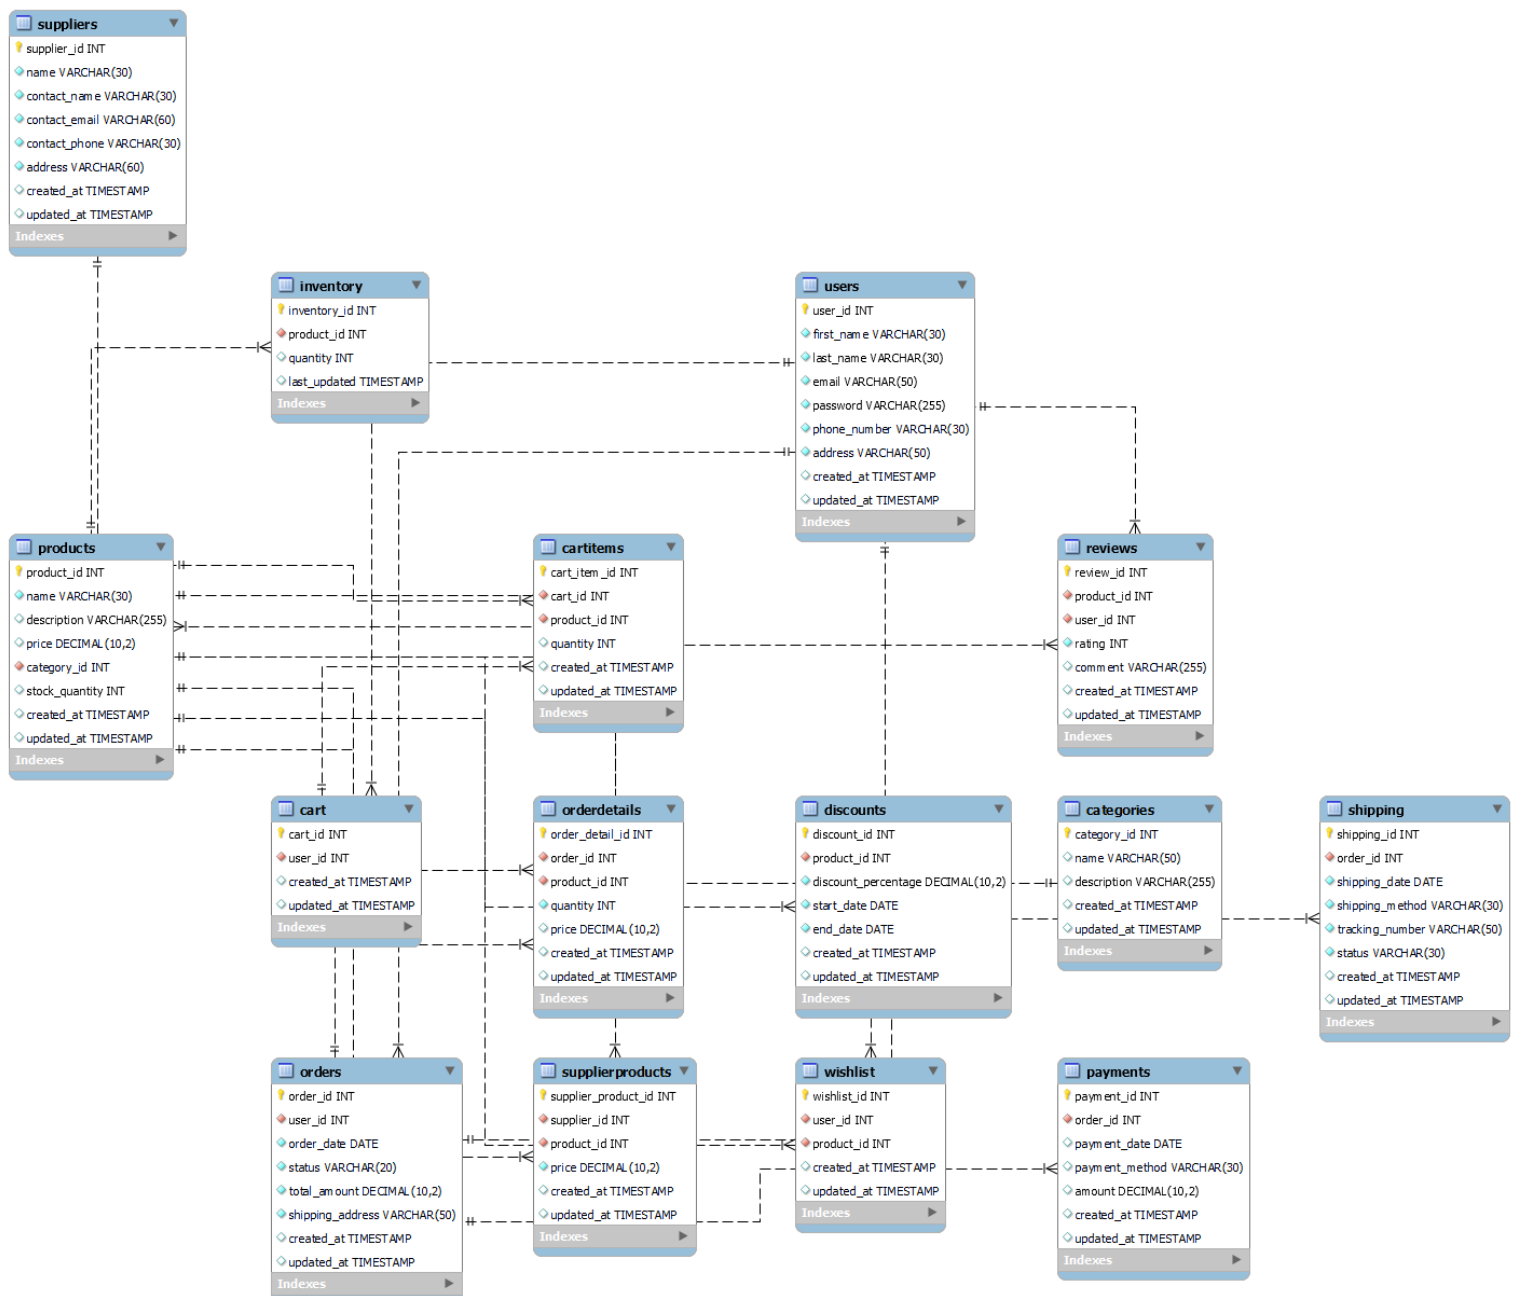 suppliers
supplier_id INT
name VARCHAR(30)
contact_name VARCHAR(30)
contact_email VARCHAR(60)
contact_phone VARCHAR(30)
address VARCHAR(60)
created_at TIMESTAMP
updated_at TIMESTAMP
Indexes
inventory
inventory_id INT
product_id INT
quantity INT
last_updated TIMESTAMP
Indexes
users
user_id INT
first_name VARCHAR(30)
last_name VARCHAR(30)
email VARCHAR(50)
password VARCHAR(255)
phone_number VARCHAR(30)
address VARCHAR(50)
created_at TIMESTAMP
updated_at TIMESTAMP
Indexes
products
product_id INT
name VARCHAR(30)
description VARCHAR(255)
price DECIMAL(10,2)
category_id INT
stock_quantity INT
created_at TIMESTAMP
updated_at TIMESTAMP
Indexes
cartitems
cart_item_id INT
cart_id INT
product_id INT
quantity INT
created_at TIMESTAMP
updated_at TIMESTAMP
Indexes
reviews
review_id INT
product_id INT
user_id INT
rating INT
comment VARCHAR(255)
created_at TIMESTAMP
updated_at TIMESTAMP
Indexes
cart
cart_id INT
user_id INT
created_at TIMESTAMP
updated_at TIMESTAMP
Indexes
orderdetails
order_detail_id INT
order_id INT
product_id INT
quantity INT
price DECIMAL(10,2)
created_at TIMESTAMP
updated_at TIMESTAMP
Indexes
discounts
discount_id INT
product_id INT
discount_percentage DECIMAL(10,2)
start_date DATE
end_date DATE
created_at TIMESTAMP
updated_at TIMESTAMP
Indexes
categories
category_id INT
name VARCHAR(50)
description VARCHAR(255)
created_at TIMESTAMP
updated_at TIMESTAMP
Indexes
shipping
shipping_id INT
order_id INT
shipping_date DATE
shipping_method VARCHAR(30)
tracking_number VARCHAR(50)
status VARCHAR(30)
created_at TIMESTAMP
updated_at TIMESTAMP
Indexes
orders
order_id INT
user_id INT
order_date DATE
status VARCHAR(20)
total_amount DECIMAL(10,2)
shipping_address VARCHAR(50)
created_at TIMESTAMP
updated_at TIMESTAMP
Indexes
supplierproducts
supplier_product_id INT
supplier_id INT
product_id INT
price DECIMAL(10,2)
created_at TIMESTAMP
updated_at TIMESTAMP
Indexes
wishlist
wishlist_id INT
user_id INT
product_id INT
created_at TIMESTAMP
updated_at TIMESTAMP
Indexes
payments
payment_id INT
order_id INT
payment_date DATE
payment_method VARCHAR(30)
amount DECIMAL(10,2)
created_at TIMESTAMP
updated_at TIMESTAMP
Indexes